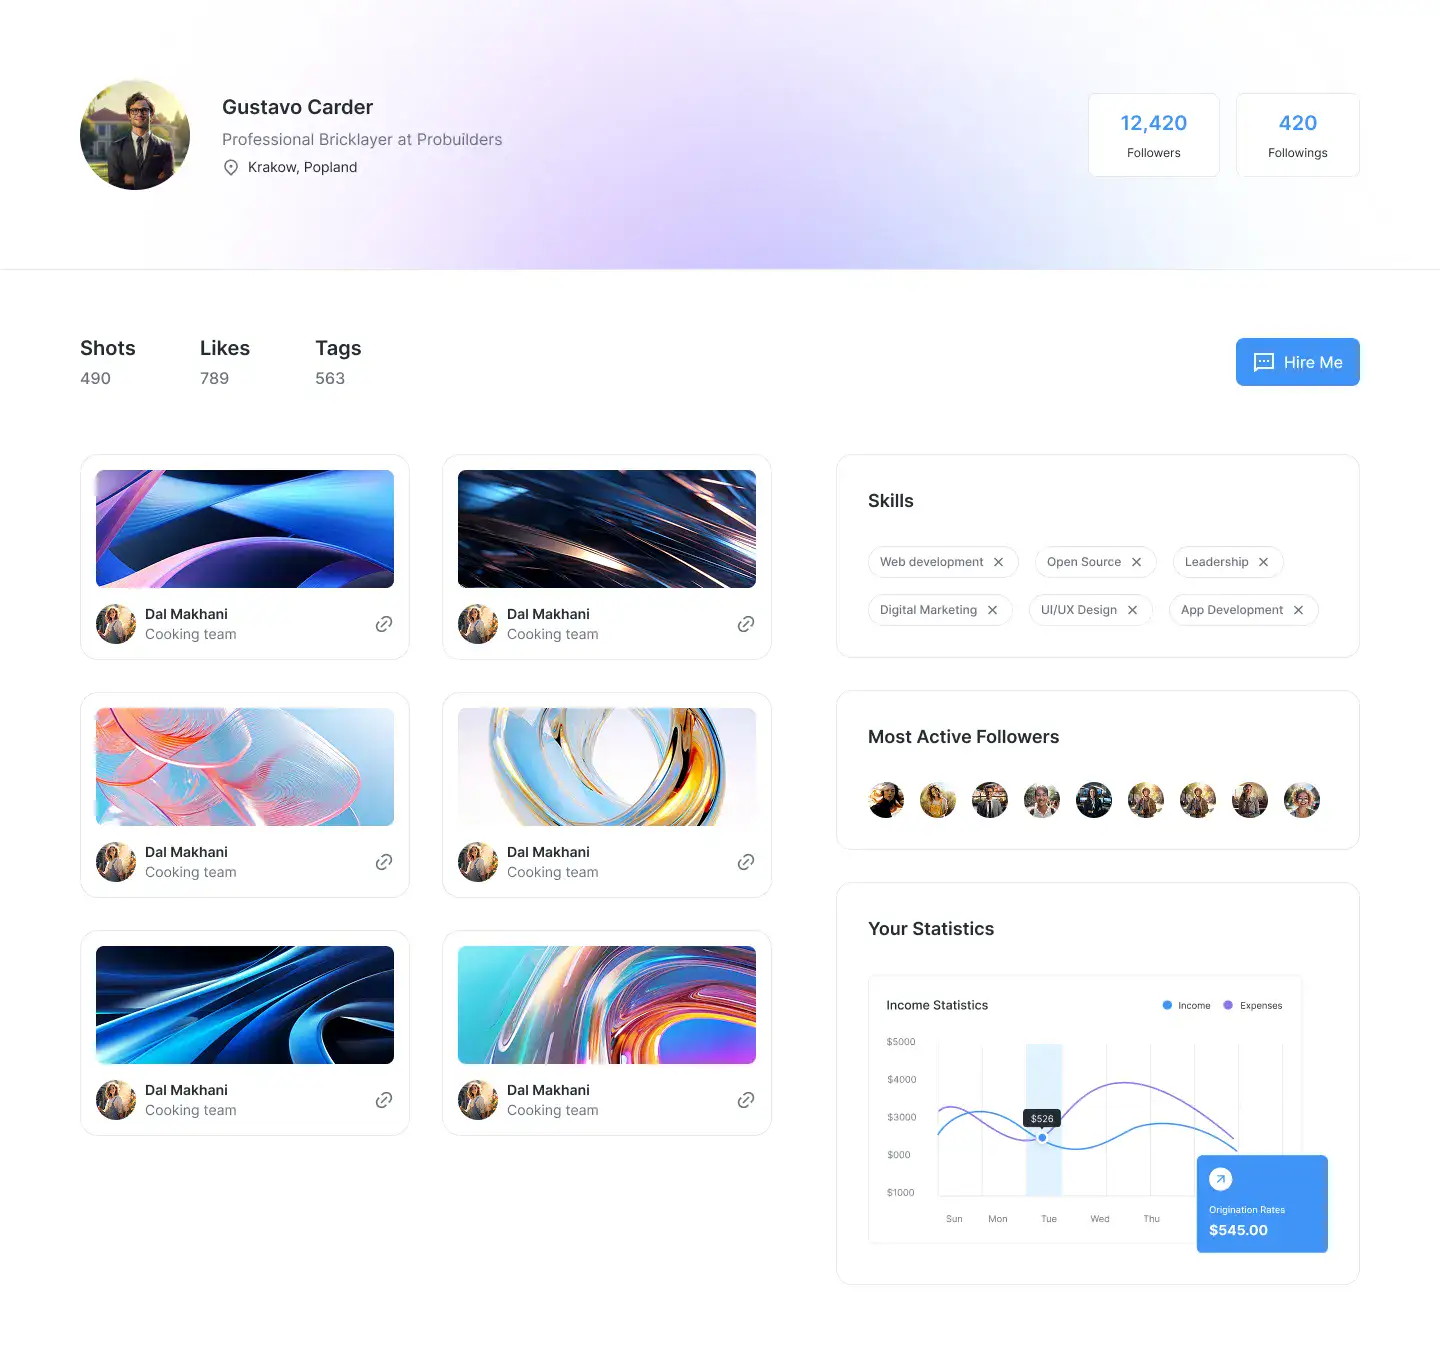 Gustavo Carder
Professional Bricklayer at Probuilders
Krakow, Popland
12,420
Followers
420
Followings
Shots
490
Likes
789
Tags
563
Hire Me
Dal Makhani
Cooking team
Dal Makhani
Cooking team
Dal Makhani
Cooking team
Dal Makhani
Cooking team
Dal Makhani
Cooking team
Dal Makhani
Cooking team
Skills
Web development
Open Source
Leadership
Digital Marketing
UI/UX Design
App Development
Most Active Followers
Your Statistics
Income Statistics
Income
Expenses
$5000
$4000
$3000
$000
$1000
$526
Sun
Mon
Tue
Wed
Thu
Origination Rates
$545.00